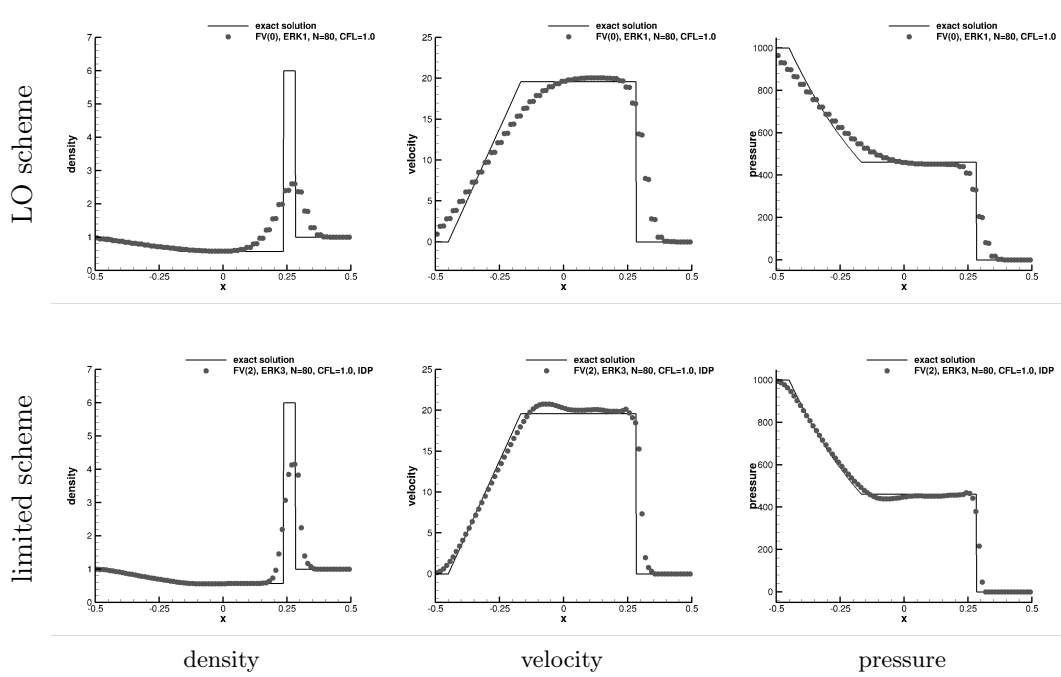 LO scheme
exact solution
FV(0), ERK1, N=80, CFL=1.0
density
7
6
5
4
3
2
1
0
-0.5 -0.25 0 0.25 0.5
x
exact solution
FV(0), ERK1, N=80, CFL=1.0
velocity
25
20
15
10
5
0
-0.5 -0.25 0 0.25 0.5
x
exact solution
FV(0), ERK1, N=80, CFL=1.0
pressure
1000
800
600
400
200
0
-0.5 -0.25 0 0.25 0.5
x
limited scheme
exact solution
FV(2), ERK3, N=80, CFL=1.0, IDP
density
7
6
5
4
3
2
1
0
-0.5 -0.25 0 0.25 0.5
x
exact solution
FV(2), ERK3, N=80, CFL=1.0, IDP
velocity
25
20
15
10
5
0
-0.5 -0.25 0 0.25 0.5
x
exact solution
FV(2), ERK3, N=80, CFL=1.0, IDP
pressure
1000
800
600
400
200
0
-0.5 -0.25 0 0.25 0.5
x
density velocity pressure